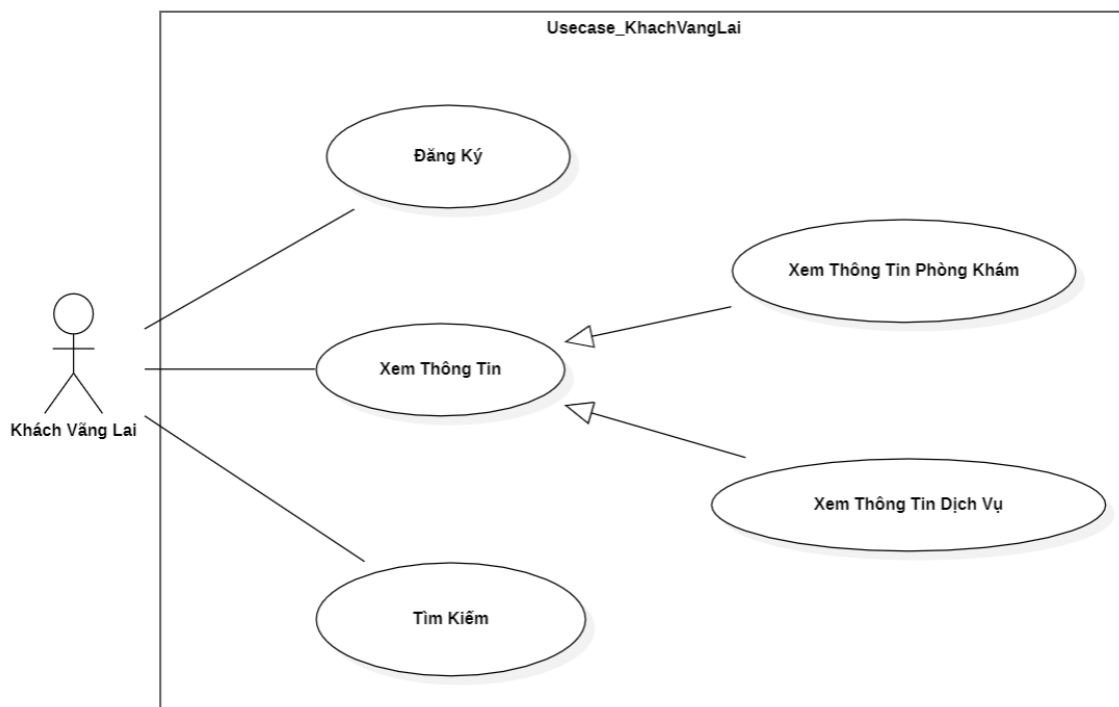 Usecase_KhachVangLai
Đăng Ký
Xem Thông Tin Phòng Khám
Xem Thông Tin
Khách Vãng Lai
Xem Thông Tin Dịch Vụ
Tìm Kiếm